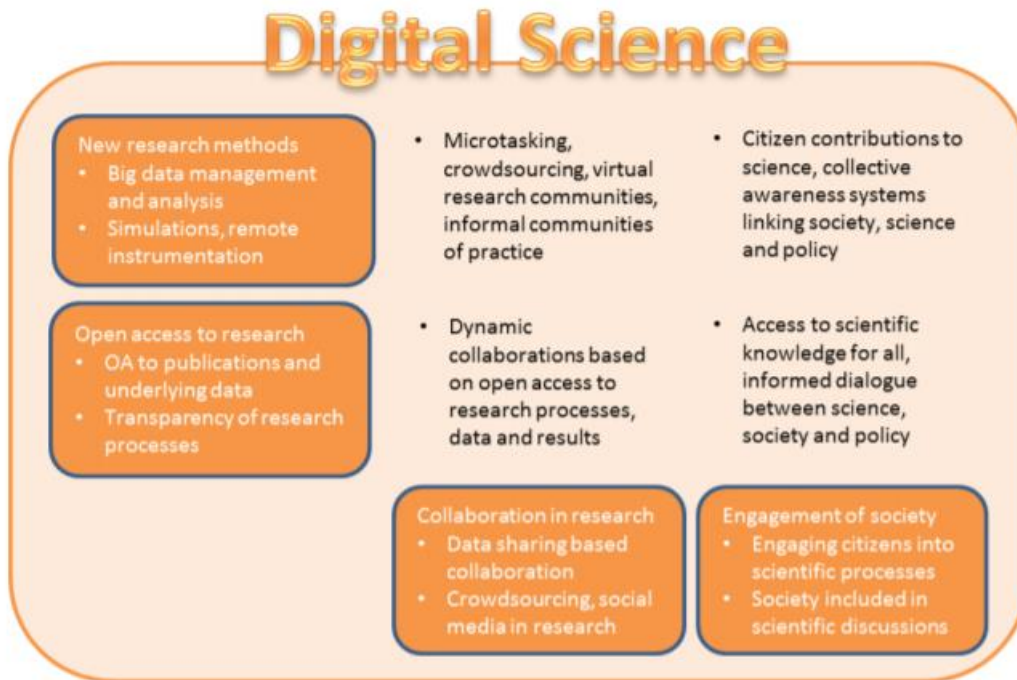 Digital Science
New research methods
• Big data management
and analysis
• Simulations, remote
instrumentation
• Microtasking,
crowdsourcing, virtual
research communities,
informal communities
of practice
• Citizen contributions to
science, collective
awareness systems
linking society, science
and policy
Open access to research
• OA to publications and
underlying data
• Transparency of research
processes
• Dynamic
collaborations based
on open access to
research processes,
data and results
• Access to scientific
knowledge for all,
informed dialogue
between science,
society and policy
Collaboration in research
• Data sharing based
collaboration
• Crowdsourcing, social
media in research
Engagement of society
• Engaging citizens into
scientific processes
• Society included in
scientific discussions